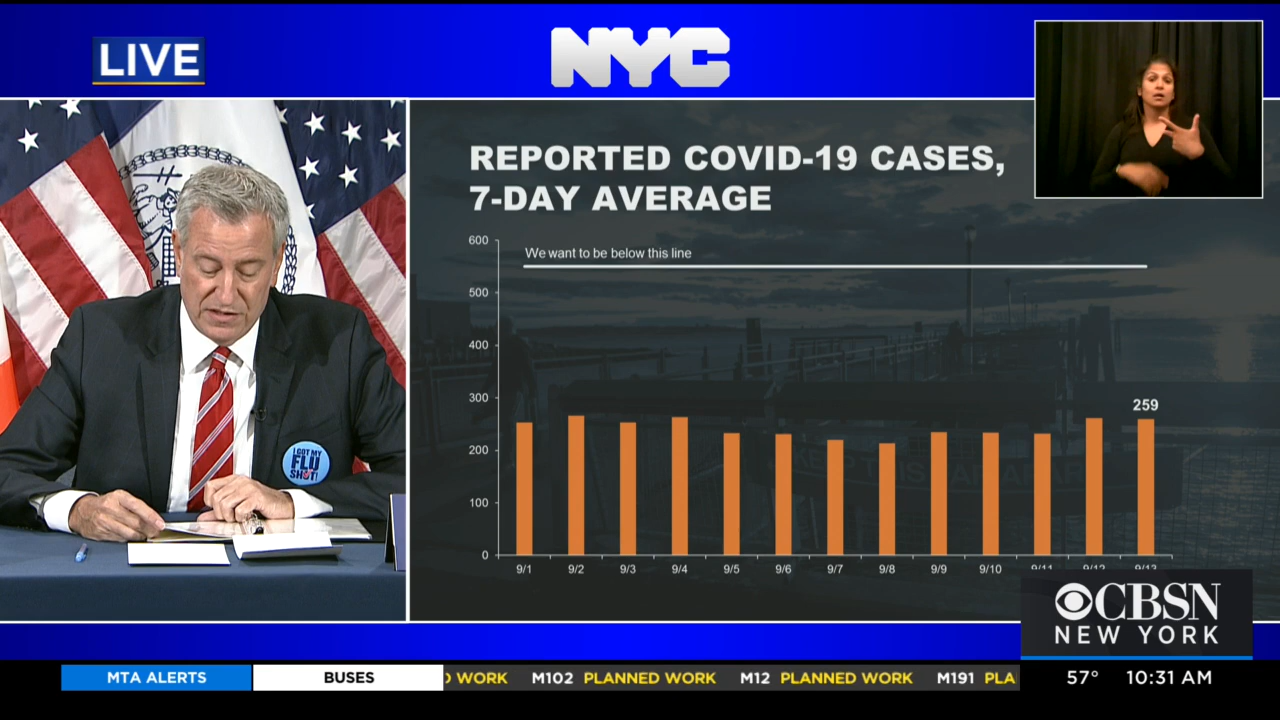 LIVE
NYC
REPORTED COVID-19 CASES,
7-DAY AVERAGE
600
We want to be below this line
500
400
300
259
200
100
0
9/1 9/2 9/3 9/4 9/5 9/6 9/7 9/8 9/9 9/10 9/11 9/12 9/13
I GOT MY
FLU
SHOT!
CBSN
NEW YORK
MTA ALERTS BUSES WORK M102 PLANNED WORK M12 PLANNED WORK M191 PLA 57° 10:31 AM